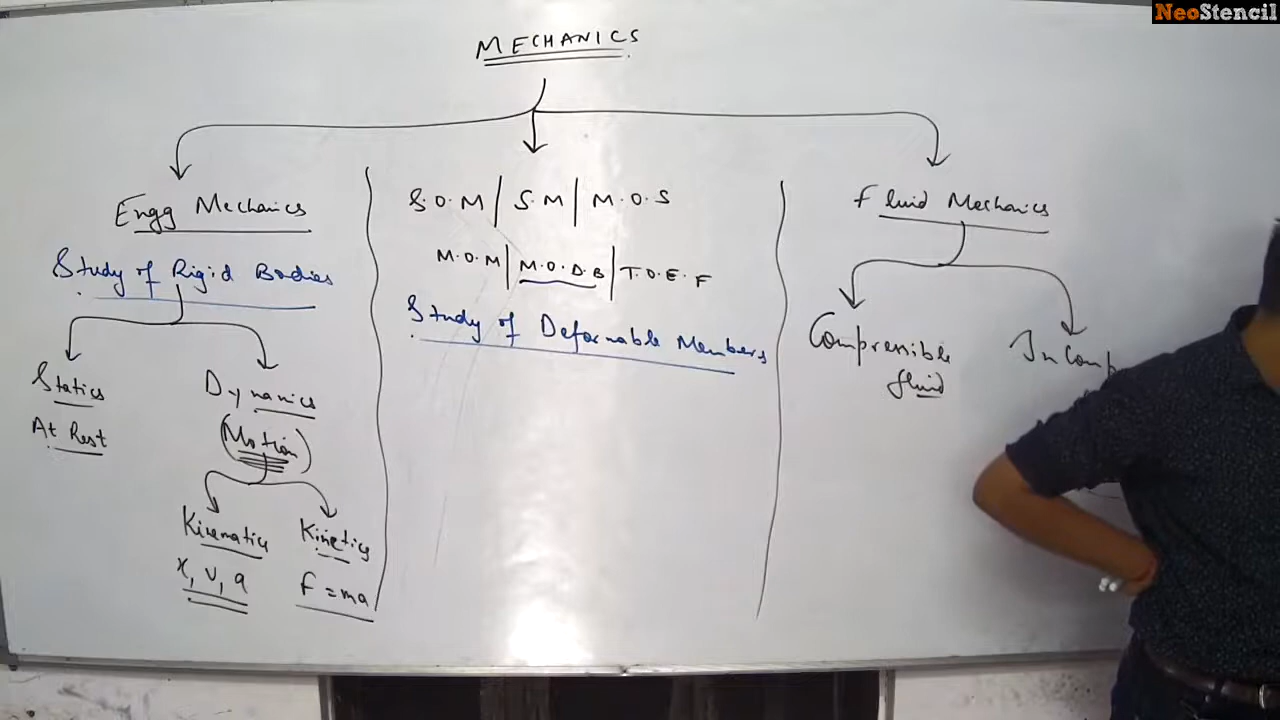 NeoStencil
MECHANICS
Engg Mechanics
Study of Rigid Bodies
Statics
At Rest
Dynamics
(Motion)
Kinematics
x, v, a
Kinetics
F = ma
S.O.M | S.M | M.O.S
M.O.M | M.O.D.B | T.O.E.F
Study of Deformable Members
Fluid Mechanics
Compressible
fluid
InComp